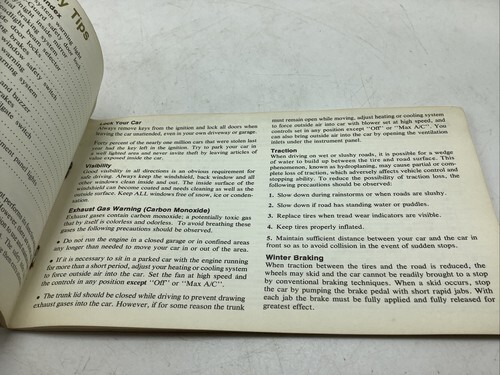 y Tips
ndex
Lock Your Car
Always remove keys from the ignition and lock all doors when
leaving the car unattended, even in your own driveway or garage.
Forty percent of the nearly one million cars that were stolen last
year had the key left in the ignition. Try to park your car in
a well lighted area and never invite theft by leaving articles of
value exposed inside the car.
Visibility
Good visibility in all directions is an obvious requirement for
safe driving. Always keep the windshield, back window and all
other windows clean inside and out. The inside surface of the
windshield can become coated and needs cleaning as well as the
outside surface. Keep ALL windows free of snow, ice or conden-
sation.
Exhaust Gas Warning (Carbon Monoxide)
Exhaust gases contain carbon monoxide; a potentially toxic gas
that by itself is colorless and odorless. To avoid breathing these
gases the following precautions should be observed:
• Do not run the engine in a closed garage or in confined areas
any longer than needed to move your car in or out of the area.
• If it is necessary to sit in a parked car with the engine running
for more than a short period, adjust your heating or cooling system
to force outside air into the car. Set the fan at high speed and
the controls in any position except "Off" or "Max A/C".
• The trunk lid should be closed while driving to prevent drawing
exhaust gases into the car. However, if for some reason the trunk
must remain open while moving, adjust heating or cooling system
to force outside air into car with blower set at high speed, and
controls set in any position except "Off" or "Max A/C". You
can also bring outside air into the car by opening the ventilation
inlets under the instrument panel.
Traction
When driving on wet or slushy roads, it is possible for a wedge
of water to build up between the tire and road surface. This
phenomenon, known as hydroplaning, may cause partial or com-
plete loss of traction, which adversely affects vehicle control and
stopping ability. To reduce the possibility of traction loss, the
following precautions should be observed:
1. Slow down during rainstorms or when roads are slushy.
2. Slow down if road has standing water or puddles.
3. Replace tires when tread wear indicators are visible.
4. Keep tires properly inflated.
5. Maintain sufficient distance between your car and the car in
front so as to avoid collision in the event of sudden stops.
Winter Braking
When traction between the tires and the road is reduced, the
wheels may skid and the car cannot be readily brought to a stop
by conventional braking techniques. When a skid occurs, stop
the car by pumping the brake pedal with short rapid jabs. With
each jab the brake must be fully applied and fully released for
greatest effect.